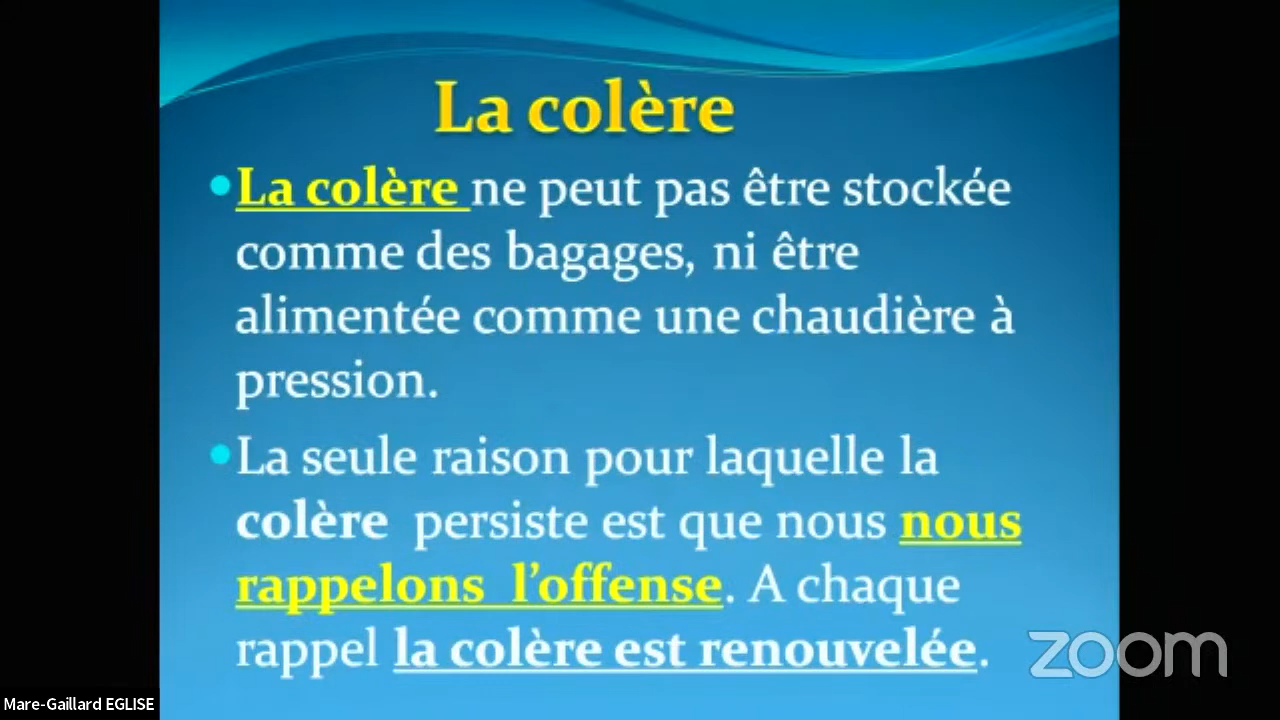 La colère
•La colère ne peut pas être stockée
comme des bagages, ni être
alimentée comme une chaudière à
pression.
•La seule raison pour laquelle la
colère persiste est que nous nous
rappelons l’offense. A chaque
rappel la colère est renouvelée.
zoom
Mare-Gaillard EGLISE